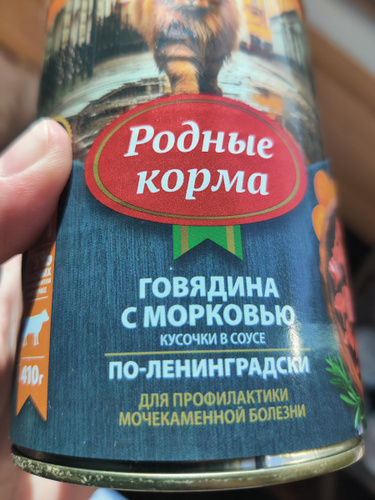 Родные
корма
ГОВЯДИНА
С МОРКОВЬЮ
КУСОЧКИ В СОУСЕ
ПО-ЛЕНИНГРАДСКИ
410г
ДЛЯ ПРОФИЛАКТИКИ
МОЧЕКАМЕННОЙ БОЛЕЗНИ